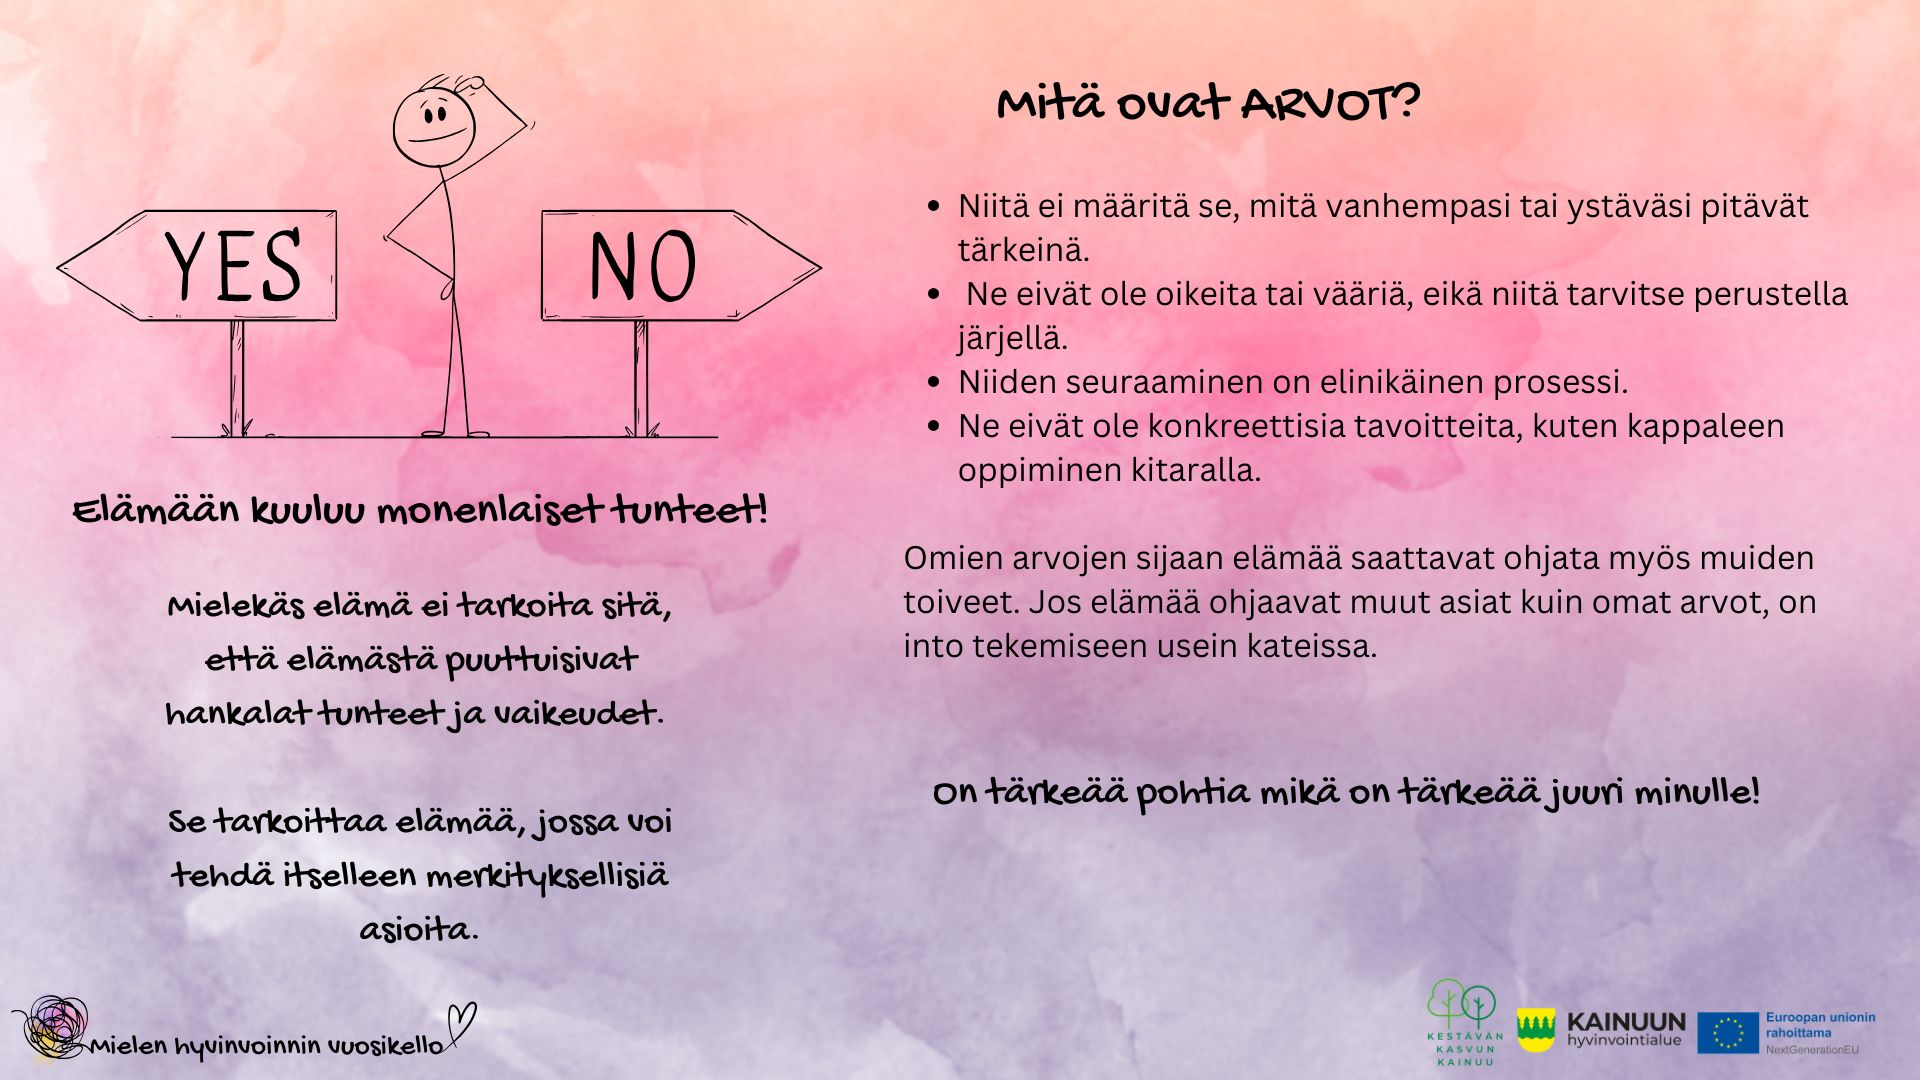 YES
NO
Elämään kuuluu monenlaiset tunteet!
Mielekäs elämä ei tarkoita sitä,
että elämästä puuttuisivat
hankalat tunteet ja vaikeudet.
Se tarkoittaa elämää, jossa voi
tehdä itselleen merkityksellisiä
asioita.
Mielen hyvinvoinnin vuosikello
Mitä ovat ARVOT?
• Niitä ei määritä se, mitä vanhempasi tai ystäväsi pitävät
tärkeinä.
• Ne eivät ole oikeita tai vääriä, eikä niitä tarvitse perustella
järjellä.
• Niiden seuraaminen on elinikäinen prosessi.
• Ne eivät ole konkreettisia tavoitteita, kuten kappaleen
oppiminen kitaralla.
Omien arvojen sijaan elämää saattavat ohjata myös muiden
toiveet. Jos elämää ohjaavat muut asiat kuin omat arvot, on
into tekemiseen usein kateissa.
On tärkeää pohtia mikä on tärkeää juuri minulle!
KESTÄVÄN
KASVUN
KAINUU
KAINUUN
hyvinvointialue
Euroopan unionin
rahoittama
NextGenerationEU